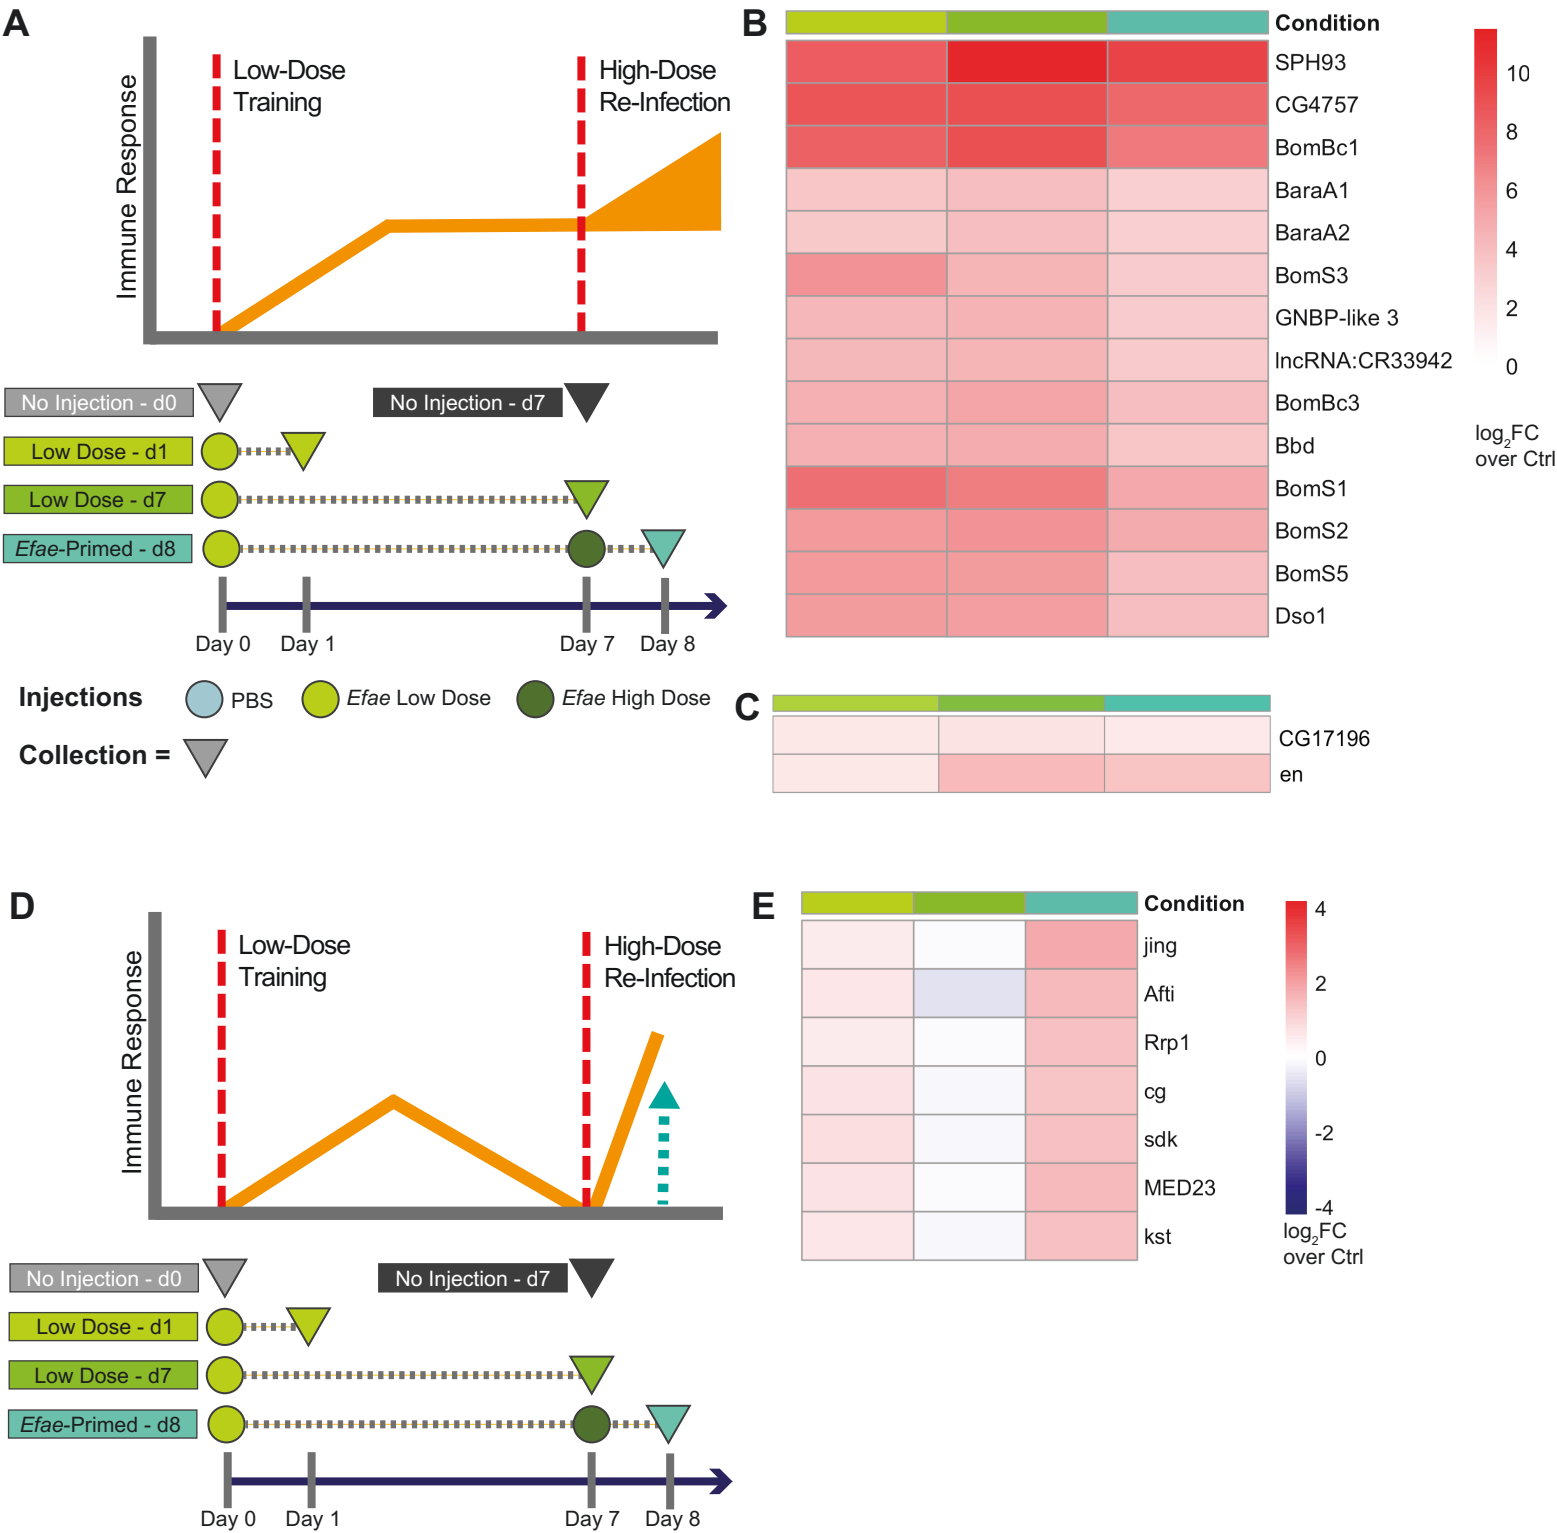 A
Immune Response
Low-Dose
Training
High-Dose
Re-Infection
No Injection - d0
No Injection - d7
Low Dose - d1
Low Dose - d7
Efae-Primed - d8
Day 0
Day 1
Day 7
Day 8
Injections
PBS
Efae Low Dose
Efae High Dose
Collection =
B
Condition
SPH93
CG4757
BomBc1
BaraA1
BaraA2
BomS3
GNBP-like 3
lncRNA:CR33942
BomBc3
Bbd
BomS1
BomS2
BomS5
Dso1
10
8
6
4
2
0
log2FC
over Ctrl
C
CG17196
en
D
Immune Response
Low-Dose
Training
High-Dose
Re-Infection
No Injection - d0
No Injection - d7
Low Dose - d1
Low Dose - d7
Efae-Primed - d8
Day 0
Day 1
Day 7
Day 8
E
Condition
jing
Afti
Rrp1
cg
sdk
MED23
kst
4
2
0
-2
-4
log2FC
over Ctrl